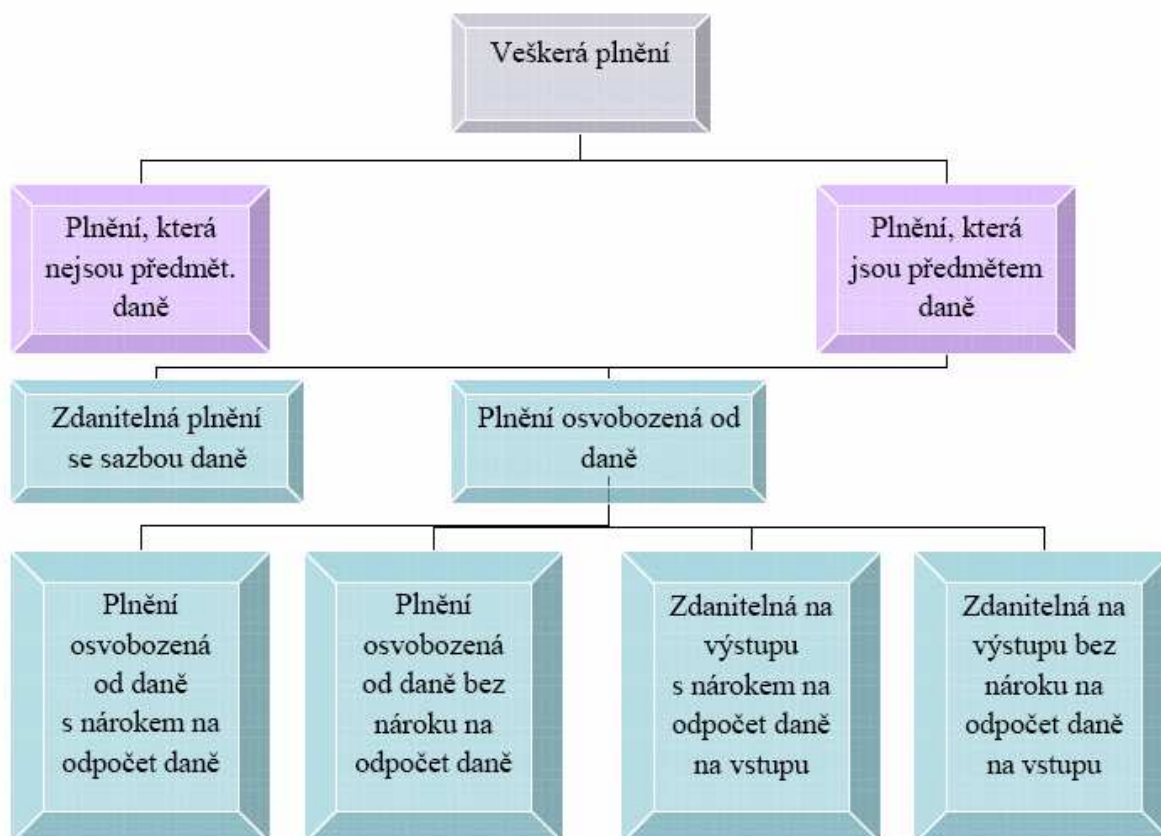 Veškerá plnění
Plnění, která
nejsou předmět.
daně
Plnění, která
jsou předmětem
daně
Zdanitelná plnění
se sazbou daně
Plnění osvobozená od
daně
Plnění
osvobozená
od daně
s nárokem na
odpočet daně
Plnění
osvobozená
od daně bez
nároku na
odpočet daně
Zdanitelná na
výstupu
s nárokem na
odpočet daně
na vstupu
Zdanitelná na
výstupu bez
nároku na
odpočet daně
na vstupu